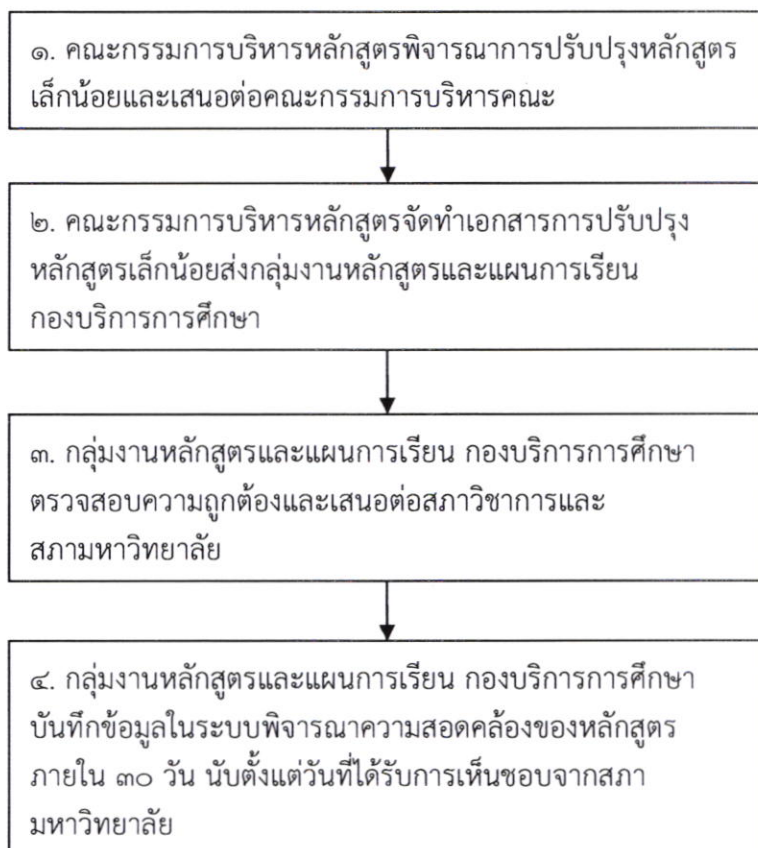 ๑. คณะกรรมการบริหารหลักสูตรพิจารณาการปรับปรุงหลักสูตร
เล็กน้อยและเสนอต่อคณะกรรมการบริหารคณะ
๒. คณะกรรมการบริหารหลักสูตรจัดทำเอกสารการปรับปรุง
หลักสูตรเล็กน้อยส่งกลุ่มงานหลักสูตรและแผนการเรียน
กองบริการการศึกษา
๓. กลุ่มงานหลักสูตรและแผนการเรียน กองบริการการศึกษา
ตรวจสอบความถูกต้องและเสนอต่อสภาวิชาการและ
สภามหาวิทยาลัย
๔. กลุ่มงานหลักสูตรและแผนการเรียน กองบริการการศึกษา
บันทึกข้อมูลในระบบพิจารณาความสอดคล้องของหลักสูตร
ภายใน ๓๐ วัน นับตั้งแต่วันที่ได้รับการเห็นชอบจากสภา
มหาวิทยาลัย